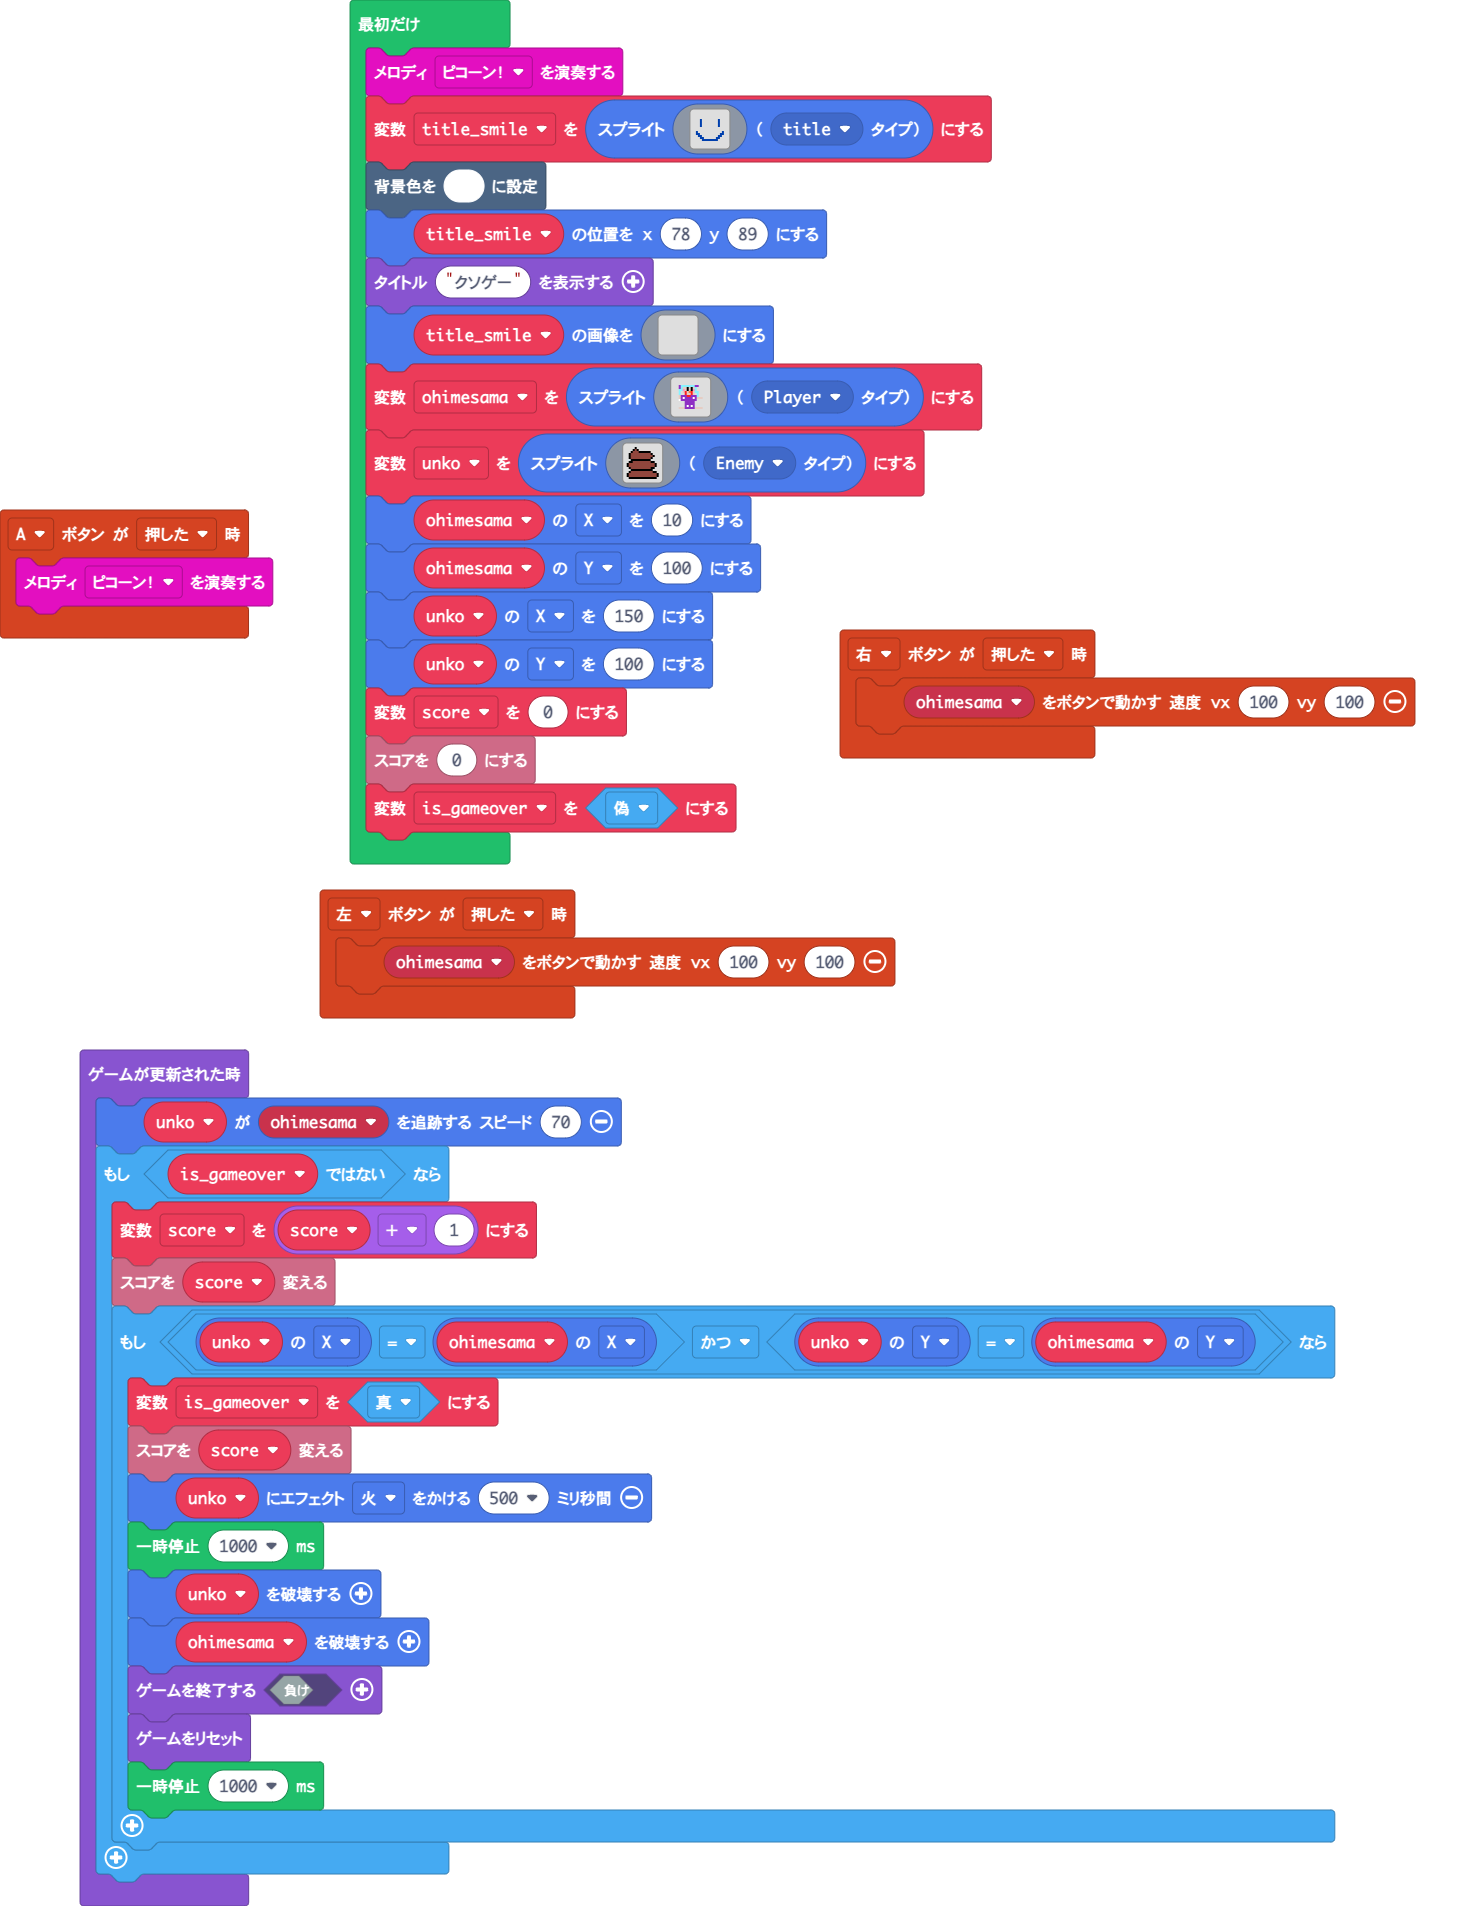 最初だけ
メロディ ピコーン! を演奏する
変数 title_smile を スプライト ( title タイプ) にする
背景色を に設定
title_smile の位置を x 78 y 89 にする
タイトル "クソゲー" を表示する
title_smile の画像を にする
変数 ohimesama を スプライト ( Player タイプ) にする
変数 unko を スプライト ( Enemy タイプ) にする
ohimesama の X を 10 にする
ohimesama の Y を 100 にする
unko の X を 150 にする
unko の Y を 100 にする
変数 score を 0 にする
スコアを 0 にする
変数 is_gameover を 偽 にする
A ボタン が 押した 時
メロディ ピコーン! を演奏する
右 ボタン が 押した 時
ohimesama をボタンで動かす 速度 vx 100 vy 100
左 ボタン が 押した 時
ohimesama をボタンで動かす 速度 vx 100 vy 100
ゲームが更新された時
unko が ohimesama を追跡する スピード 70
もし is_gameover ではない なら
変数 score を score + 1 にする
スコアを score 変える
もし unko の X = ohimesama の X かつ unko の Y = ohimesama の Y なら
変数 is_gameover を 真 にする
スコアを score 変える
unko にエフェクト 火 をかける 500 ミリ秒間
一時停止 1000 ms
unko を破壊する
ohimesama を破壊する
ゲームを終了する 負け
ゲームをリセット
一時停止 1000 ms